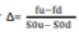 Δ= fu-fd / S0u- S0d